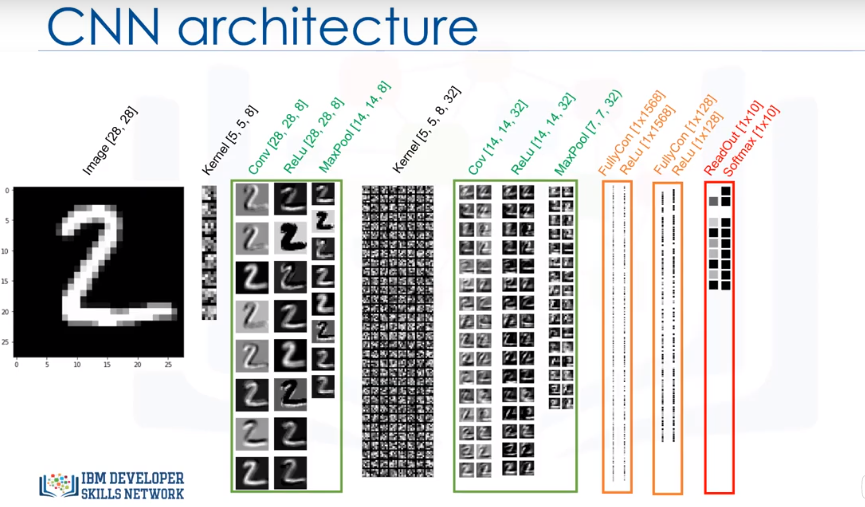 CNN architecture
Image [28, 28]
Kernel [5, 5, 8]
Conv [28, 28, 8]
ReLu [28, 28, 8]
MaxPool [14, 14, 8]
Kernel [5, 5, 8, 32]
Cov [14, 14, 32]
ReLu [14, 14, 32]
MaxPool [7, 7, 32)
FullyCon [1x1568]
ReLu [1x1568]
FullyCon [1x128]
ReLu [1x128]
ReadOut [1x10]
Softmax [1x10]
0
5
10
15
20
25
0 5 10 15 20 25
IBM DEVELOPER
SKILLS NETWORK